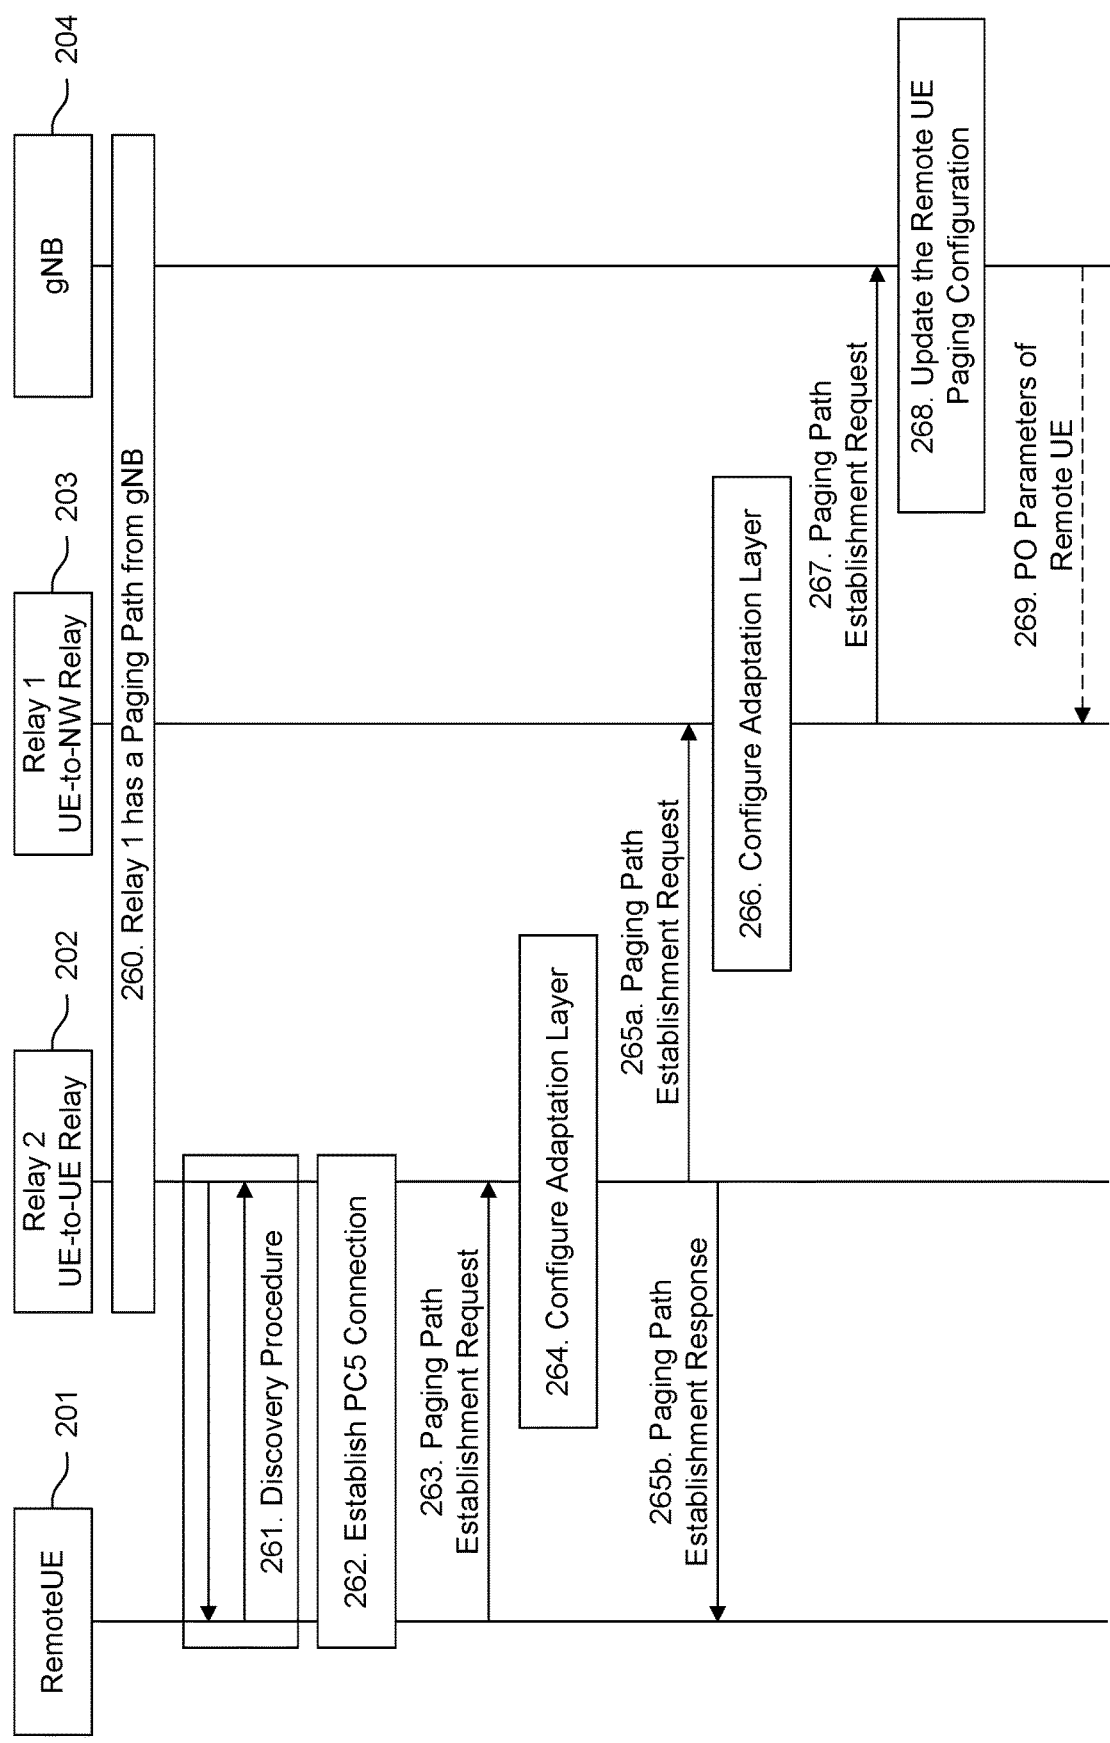 RemoteUE
201
Relay 2
UE-to-UE Relay
202
Relay 1
UE-to-NW Relay
203
gNB
204
260. Relay 1 has a Paging Path from gNB
261. Discovery Procedure
262. Establish PC5 Connection
263. Paging Path
Establishment Request
264. Configure Adaptation Layer
265a. Paging Path
Establishment Request
265b. Paging Path
Establishment Response
266. Configure Adaptation Layer
267. Paging Path
Establishment Request
268. Update the Remote UE
Paging Configuration
269. PO Parameters of
Remote UE